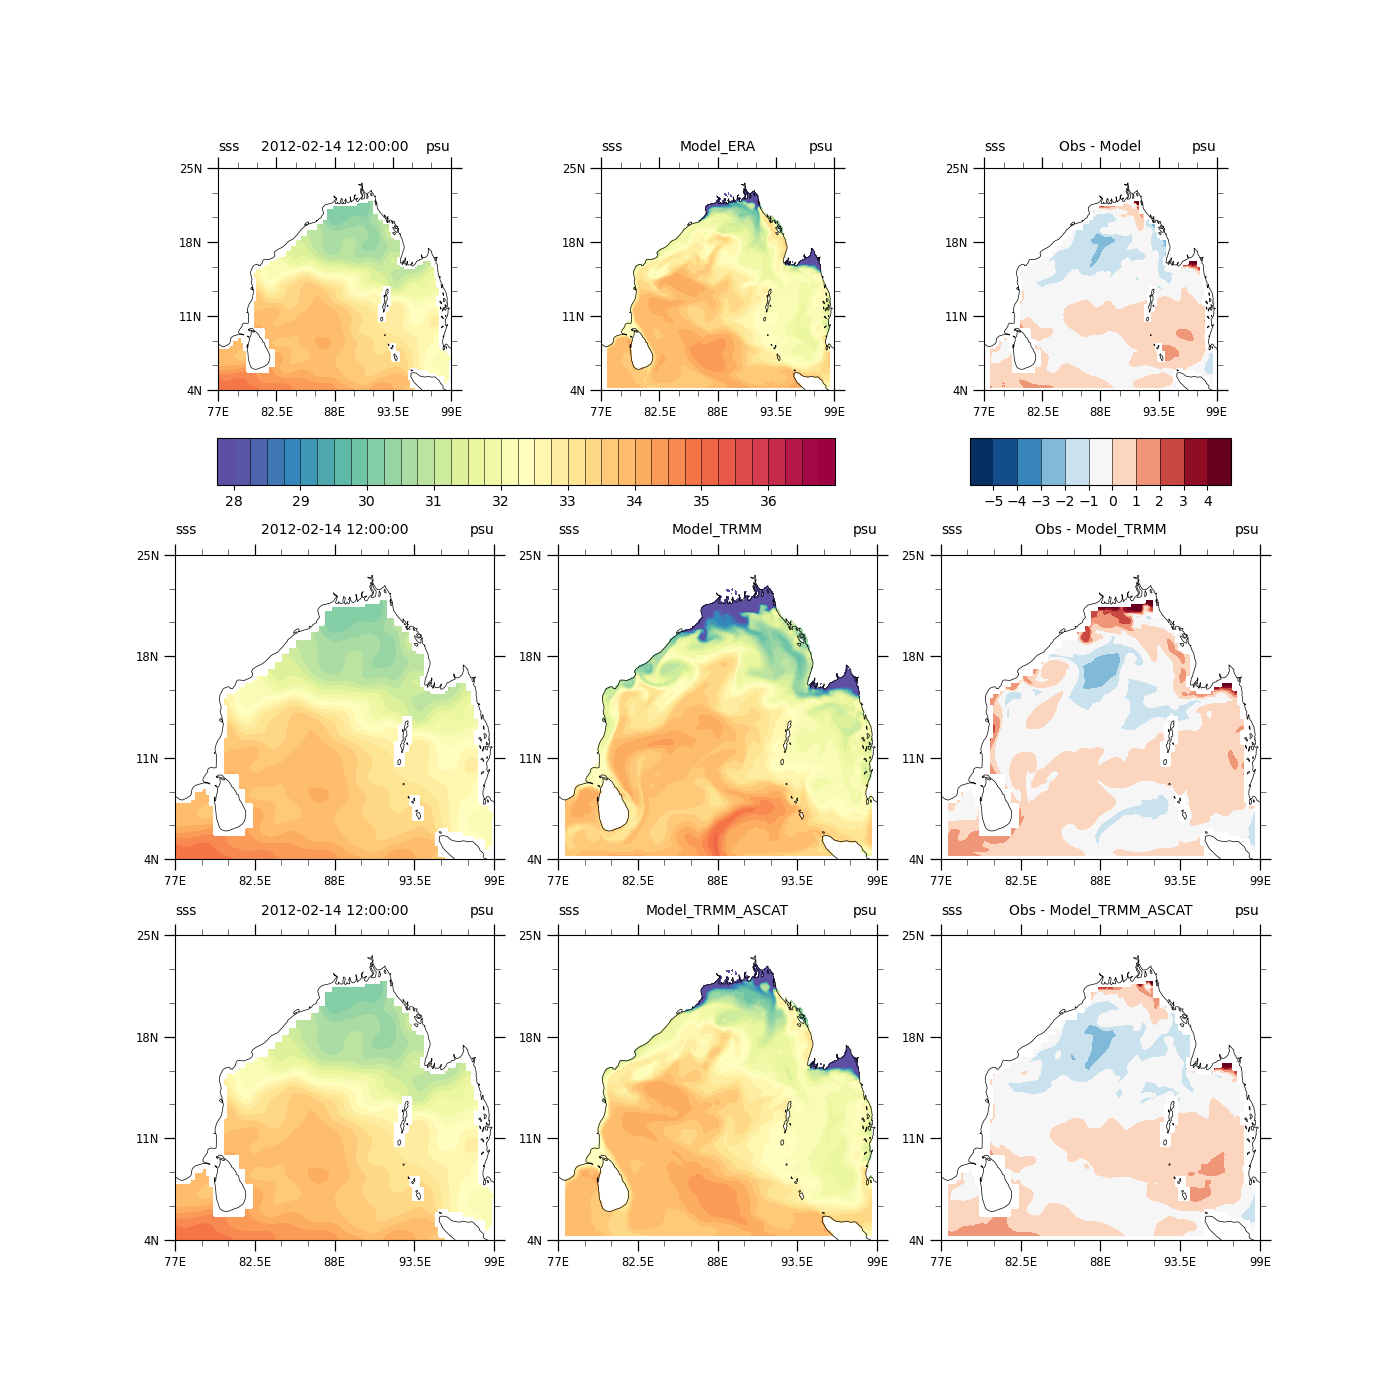 sss 2012-02-14 12:00:00 psu sss Model_ERA psu sss Obs - Model psu
25N 25N 25N
18N 18N 18N
11N 11N 11N
4N 4N 4N
77E 82.5E 88E 93.5E 99E 77E 82.5E 88E 93.5E 99E 77E 82.5E 88E 93.5E 99E
28 29 30 31 32 33 34 35 36 −5 −4 −3 −2 −1 0 1 2 3 4
sss 2012-02-14 12:00:00 psu sss Model_TRMM psu sss Obs - Model_TRMM psu
25N 25N 25N
18N 18N 18N
11N 11N 11N
4N 4N 4N
77E 82.5E 88E 93.5E 99E 77E 82.5E 88E 93.5E 99E 77E 82.5E 88E 93.5E 99E
sss 2012-02-14 12:00:00 psu sss Model_TRMM_ASCAT psu sss Obs - Model_TRMM_ASCAT psu
25N 25N 25N
18N 18N 18N
11N 11N 11N
4N 4N 4N
77E 82.5E 88E 93.5E 99E 77E 82.5E 88E 93.5E 99E 77E 82.5E 88E 93.5E 99E